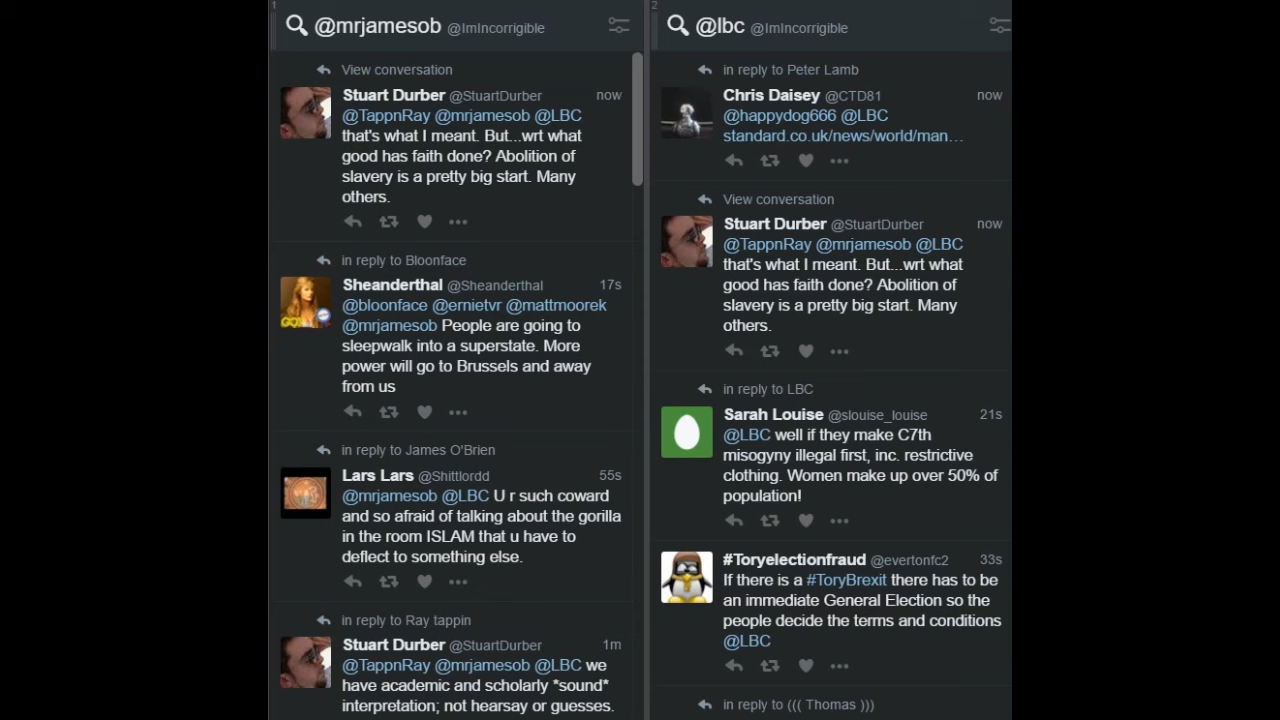 1
@mrjamesob @ImIncorrigible
View conversation
Stuart Durber @StuartDurber now
@TappnRay @mrjamesob @LBC
that's what I meant. But...wrt what
good has faith done? Abolition of
slavery is a pretty big start. Many
others.
in reply to Bloonface
Sheanderthal @Sheanderthal 17s
@bloonface @ernietvr @mattmoorek
@mrjamesob People are going to
sleepwalk into a superstate. More
power will go to Brussels and away
from us
in reply to James O'Brien
Lars Lars @Shittlordd 55s
@mrjamesob @LBC U r such coward
and so afraid of talking about the gorilla
in the room ISLAM that u have to
deflect to something else.
in reply to Ray tappin
Stuart Durber @StuartDurber 1m
@TappnRay @mrjamesob @LBC we
have academic and scholarly *sound*
interpretation; not hearsay or guesses.
2
@lbc @ImIncorrigible
in reply to Peter Lamb
Chris Daisey @CTD81 now
@happydog666 @LBC
standard.co.uk/news/world/man…
View conversation
Stuart Durber @StuartDurber now
@TappnRay @mrjamesob @LBC
that's what I meant. But...wrt what
good has faith done? Abolition of
slavery is a pretty big start. Many
others.
in reply to LBC
Sarah Louise @slouise_louise 21s
@LBC well if they make C7th
misogyny illegal first, inc. restrictive
clothing. Women make up over 50% of
population!
#Toryelectionfraud @evertonfc2 33s
If there is a #ToryBrexit there has to be
an immediate General Election so the
people decide the terms and conditions
@LBC
in reply to ((( Thomas )))